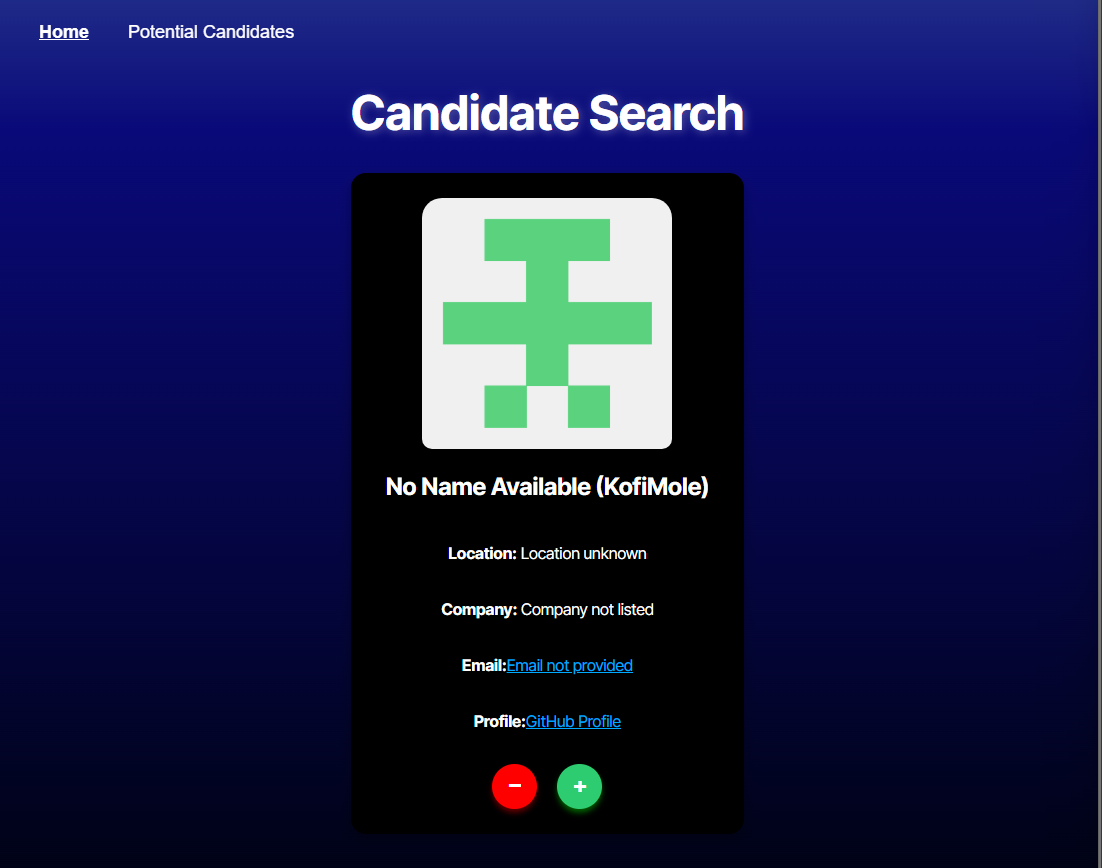 Home Potential Candidates
Candidate Search
No Name Available (KofiMole)
Location: Location unknown
Company: Company not listed
Email:Email not provided
Profile:GitHub Profile
− +